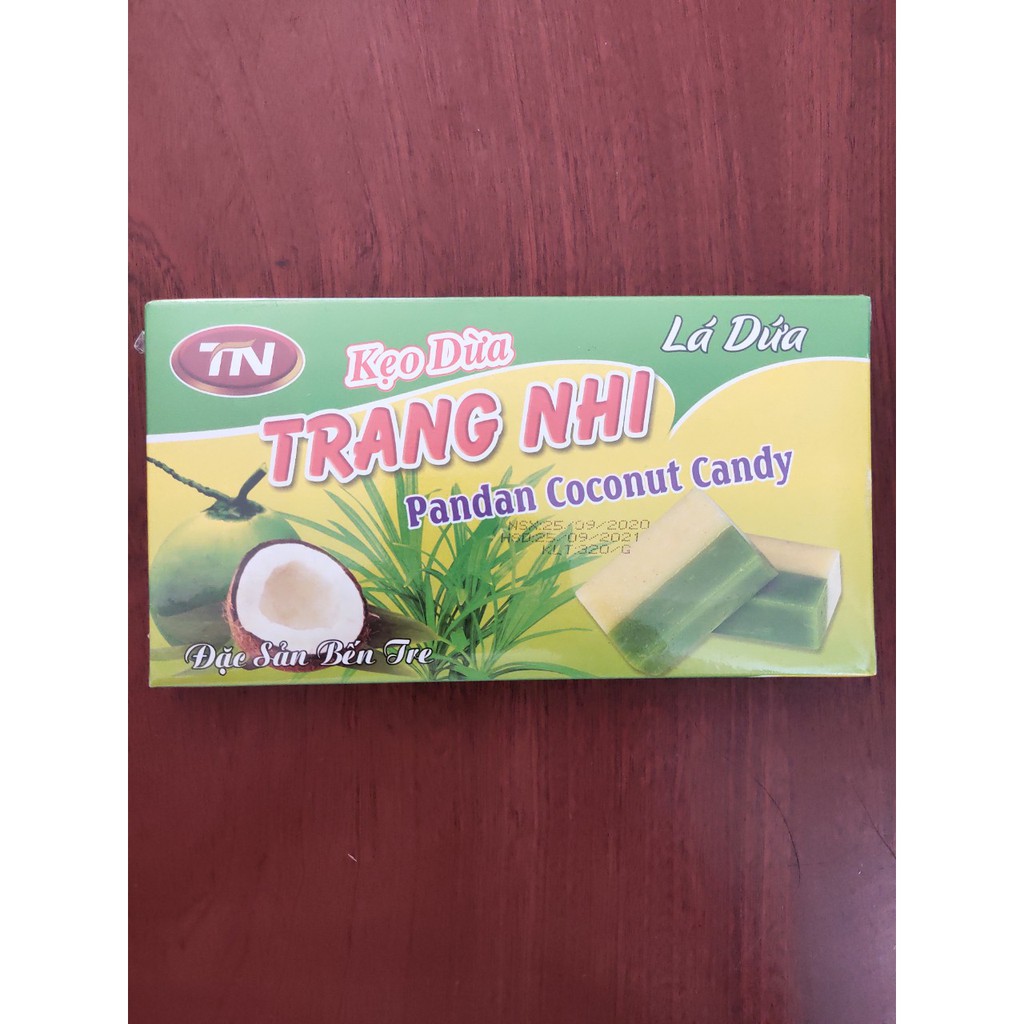 TN
Kẹo Dừa
Lá Dứa
TRANG NHI
Pandan Coconut Candy
NSX:25/09/2020
HSD:25/09/2021
KLT:320/G
Đặc Sản Bến Tre